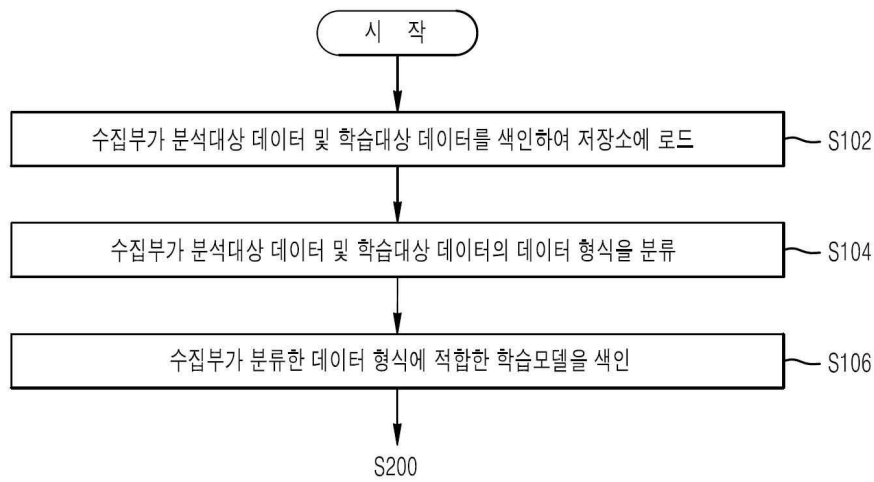 시 작
수집부가 분석대상 데이터 및 학습대상 데이터를 색인하여 저장소에 로드
S102
수집부가 분석대상 데이터 및 학습대상 데이터의 데이터 형식을 분류
S104
수집부가 분류한 데이터 형식에 적합한 학습모델을 색인
S106
S200